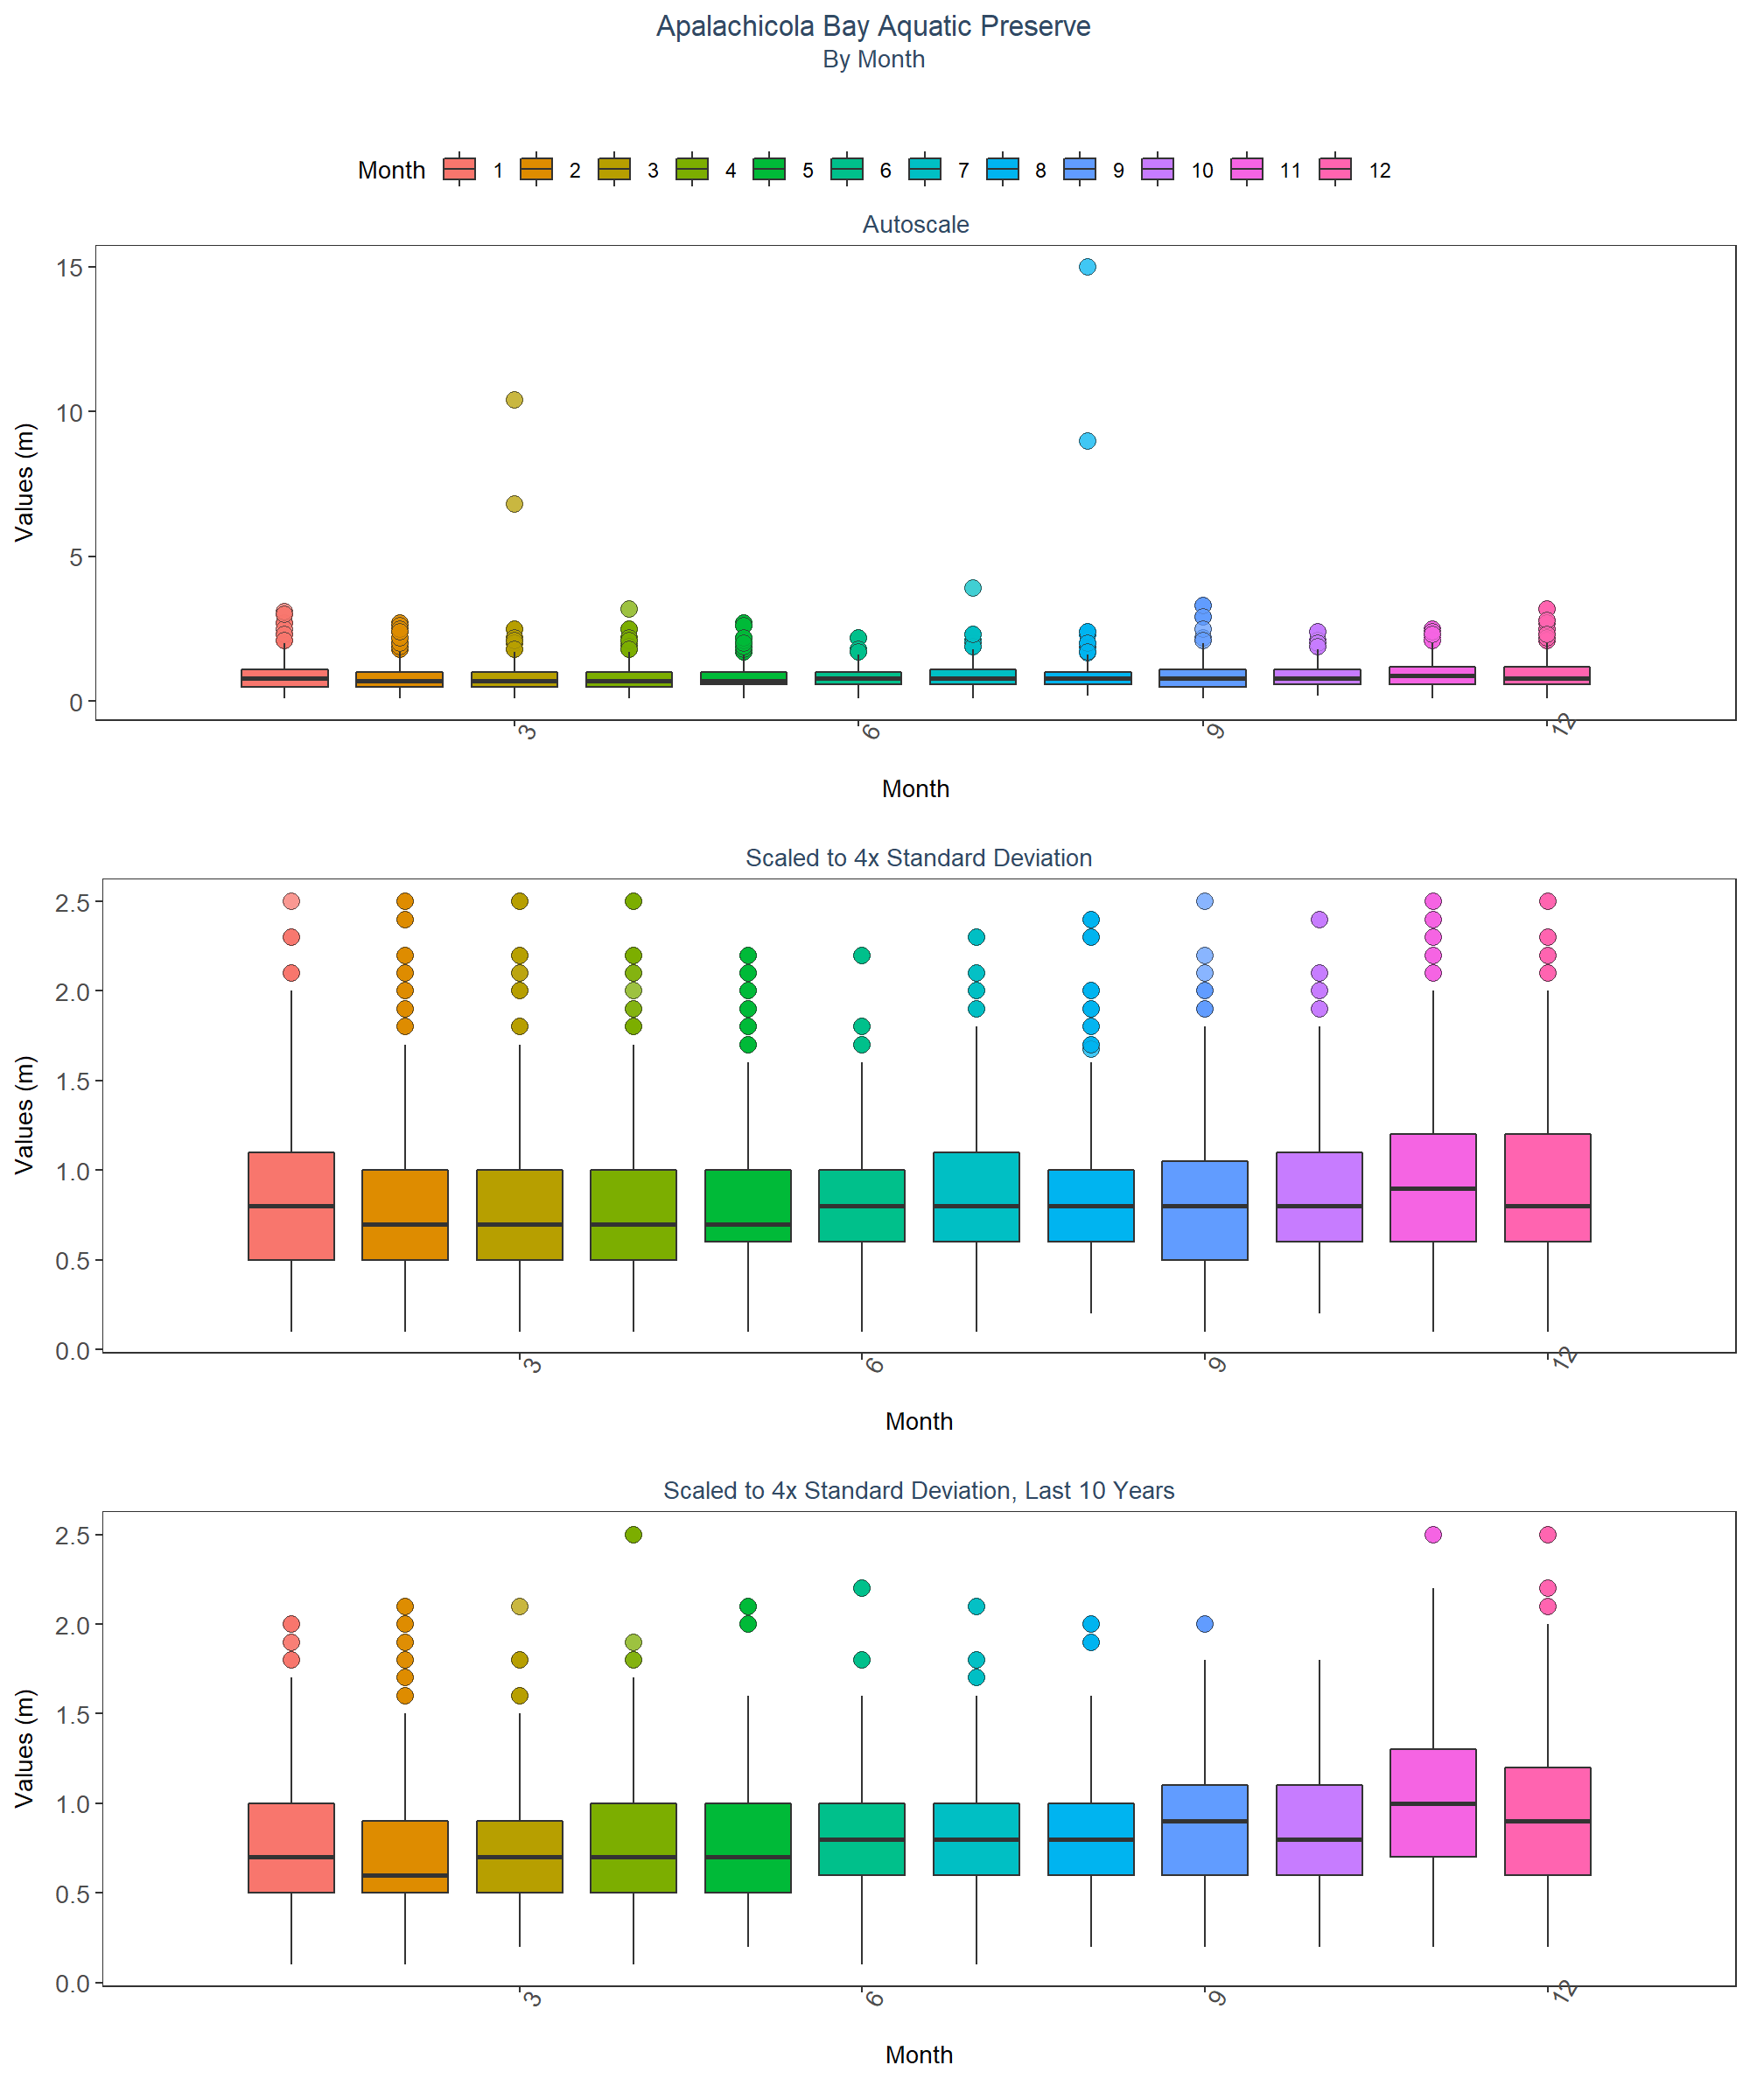 Apalachicola Bay Aquatic Preserve
By Month
Month 1 2 3 4 5 6 7 8 9 10 11 12
Autoscale
Values (m)
15
10
5
0
3 6 9 12
Month
Scaled to 4x Standard Deviation
Values (m)
2.5
2.0
1.5
1.0
0.5
0.0
3 6 9 12
Month
Scaled to 4x Standard Deviation, Last 10 Years
Values (m)
2.5
2.0
1.5
1.0
0.5
0.0
3 6 9 12
Month